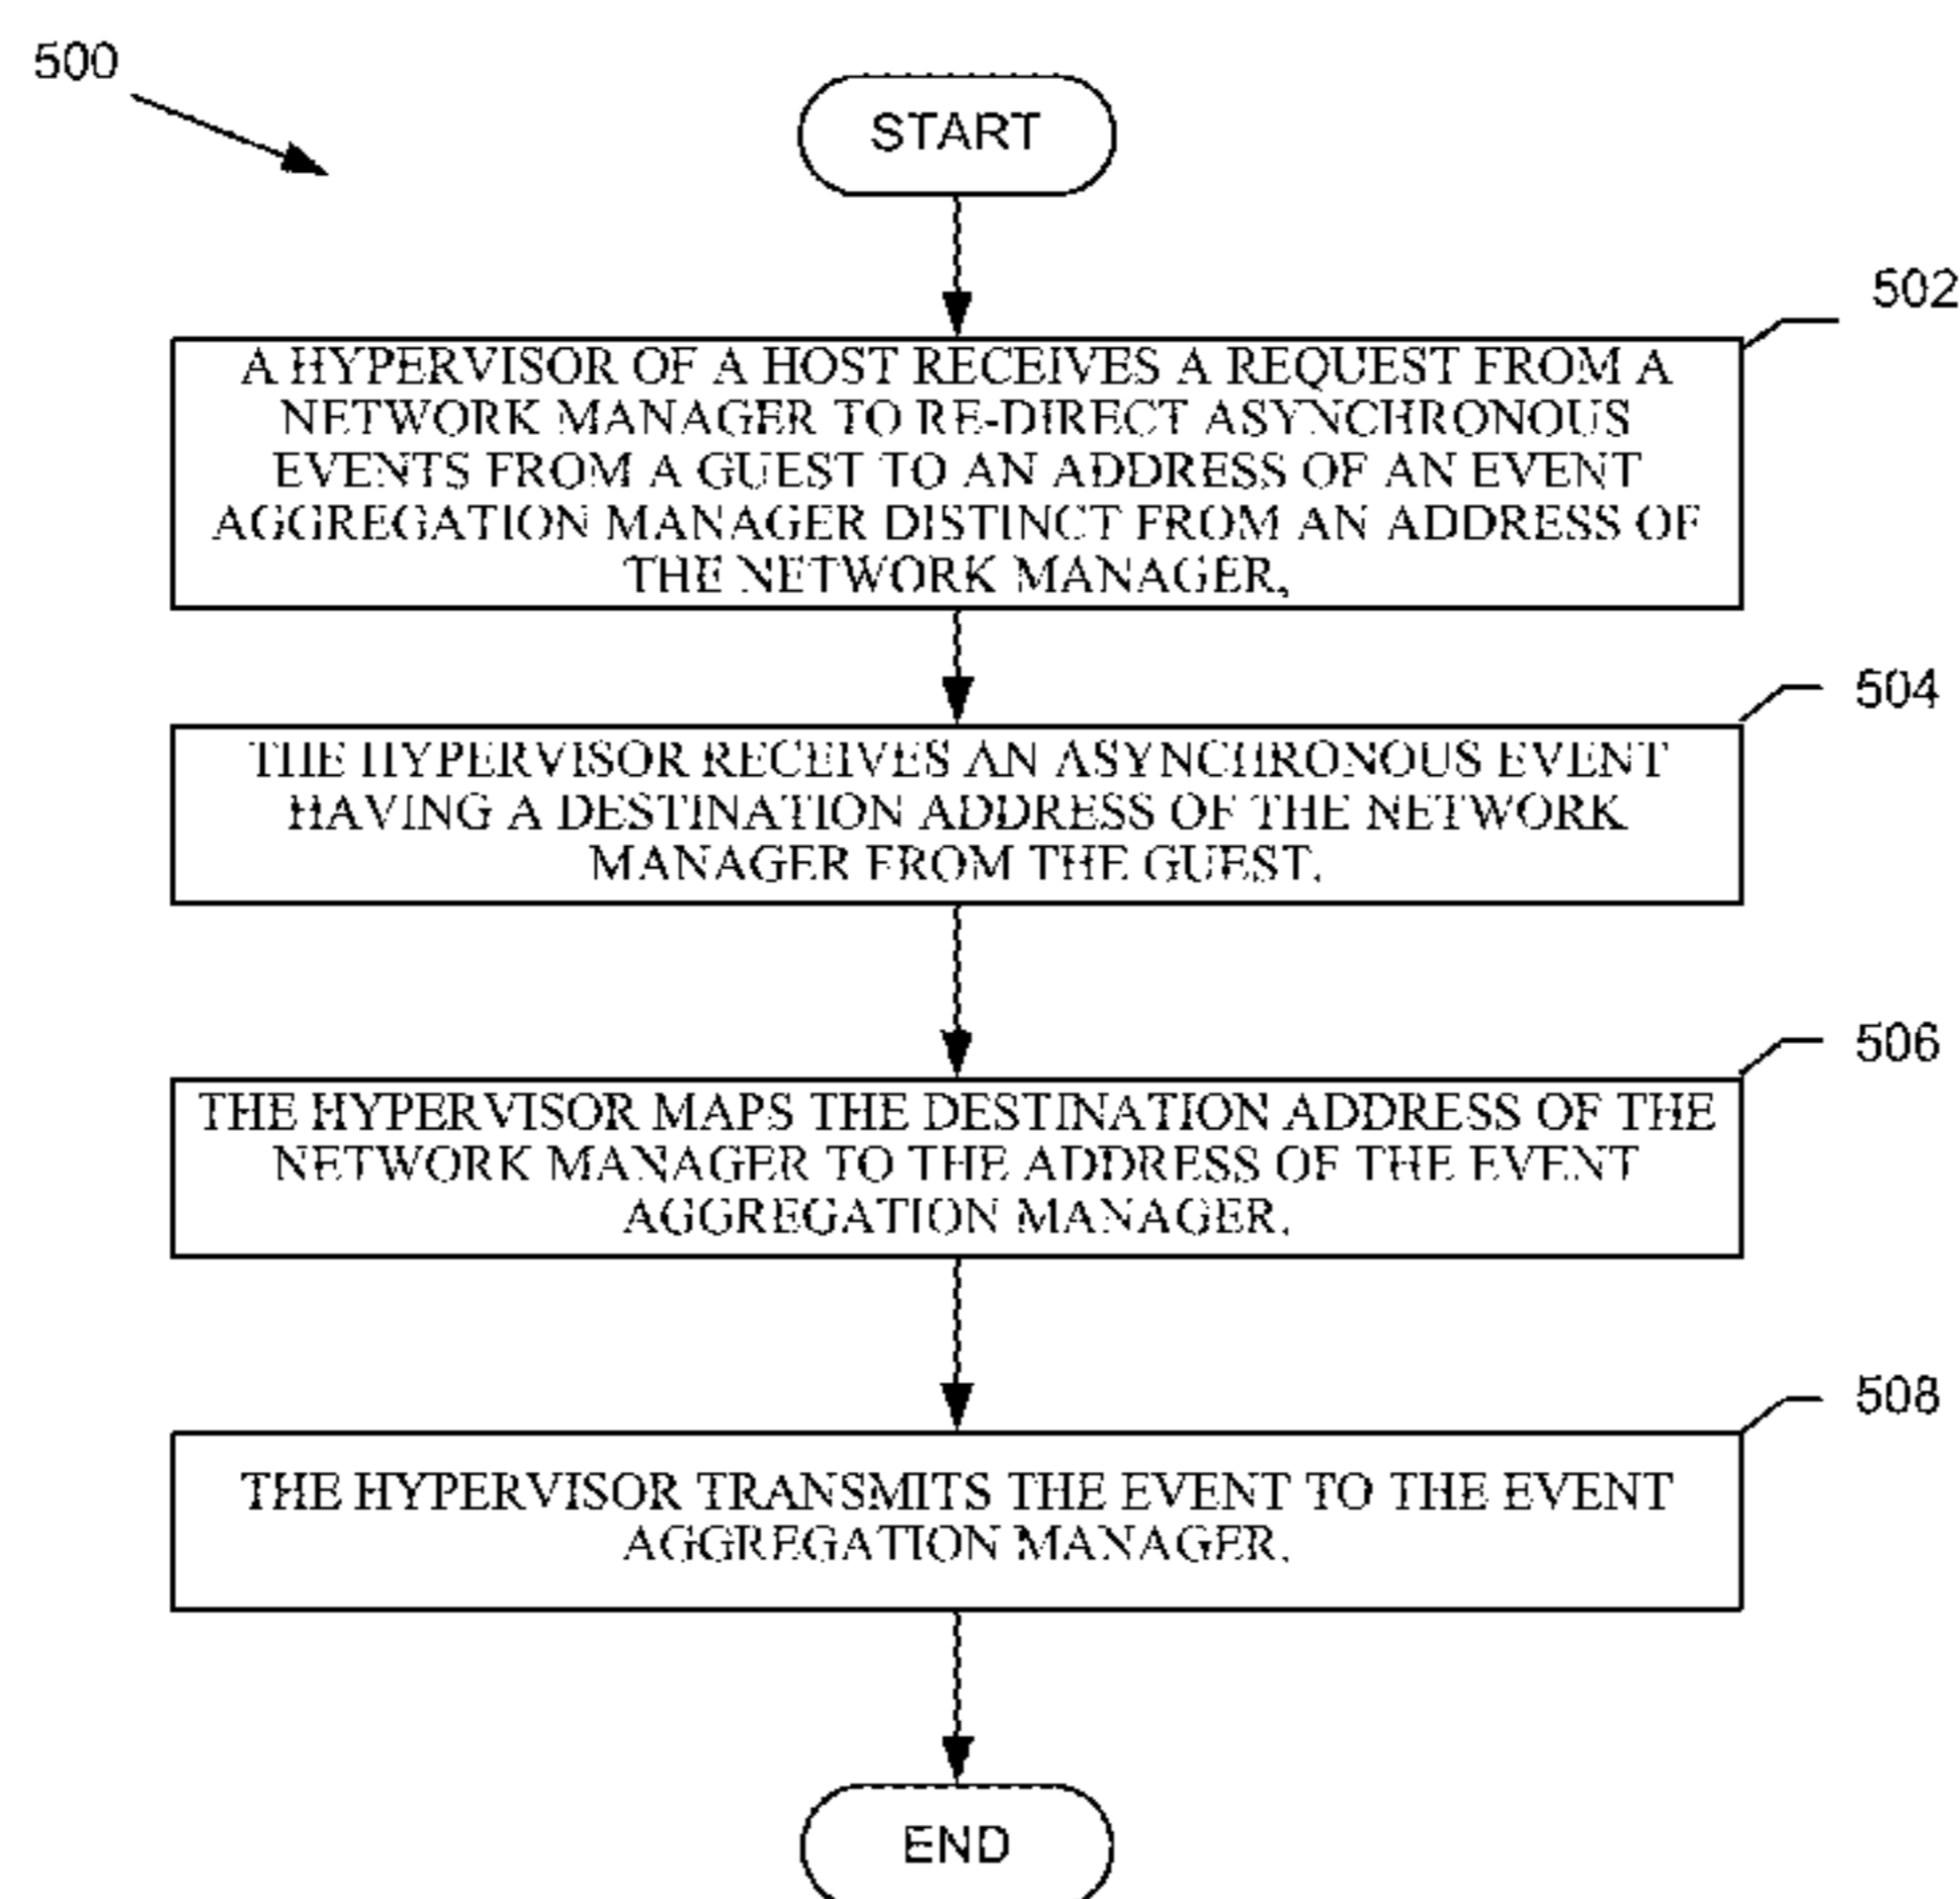 500
START
502
A HYPERVISOR OF A HOST RECEIVES A REQUEST FROM A
NETWORK MANAGER TO RE-DIRECT ASYNCHRONOUS
EVENTS FROM A GUEST TO AN ADDRESS OF AN EVENT
AGGREGATION MANAGER DISTINCT FROM AN ADDRESS OF
THE NETWORK MANAGER.
504
THE HYPERVISOR RECEIVES AN ASYNCHRONOUS EVENT
HAVING A DESTINATION ADDRESS OF THE NETWORK
MANAGER FROM THE GUEST.
506
THE HYPERVISOR MAPS THE DESTINATION ADDRESS OF THE
NETWORK MANAGER TO THE ADDRESS OF THE EVENT
AGGREGATION MANAGER.
508
THE HYPERVISOR TRANSMITS THE EVENT TO THE EVENT
AGGREGATION MANAGER.
END